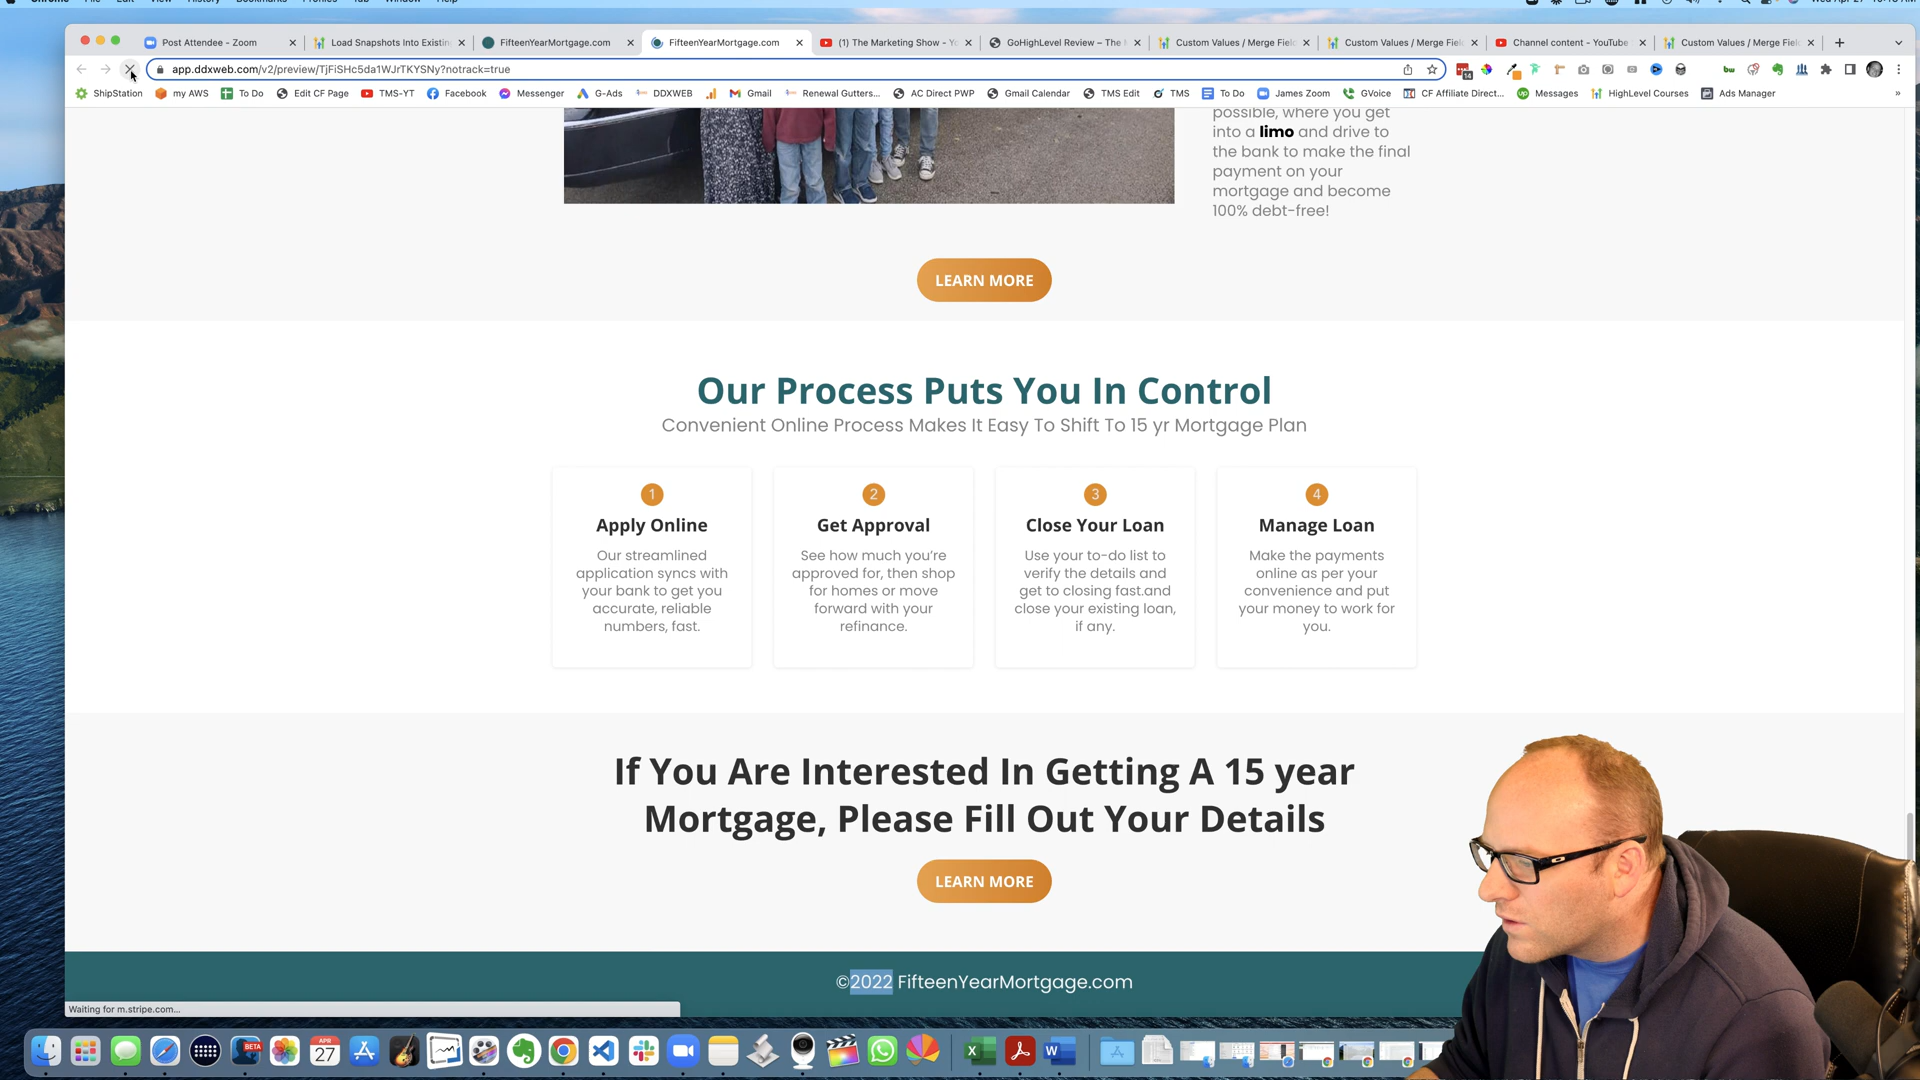 Post Attendee - Zoom
Load Snapshots Into Existin
FifteenYearMortgage.com
FifteenYearMortgage.com
(1) The Marketing Show - Yo
GoHighLevel Review – The H
Custom Values / Merge Field
Custom Values / Merge Field
Channel content - YouTube
Custom Values / Merge Field
app.ddxweb.com/v2/preview/TjFiSHc5da1WJrTKYSNy?notrack=true
ShipStation
my AWS
To Do
Edit CF Page
TMS-YT
Facebook
Messenger
G-Ads
DDXWEB
Gmail
Renewal Gutters...
AC Direct PWP
Gmail Calendar
TMS Edit
TMS
To Do
James Zoom
GVoice
CF Affiliate Direct...
Messages
HighLevel Courses
Ads Manager
possible, where you get
into a limo and drive to
the bank to make the final
payment on your
mortgage and become
100% debt-free!
LEARN MORE
Our Process Puts You In Control
Convenient Online Process Makes It Easy To Shift To 15 yr Mortgage Plan
1
Apply Online
Our streamlined
application syncs with
your bank to get you
accurate, reliable
numbers, fast.
2
Get Approval
See how much you're
approved for, then shop
for homes or move
forward with your
refinance.
3
Close Your Loan
Use your to-do list to
verify the details and
get to closing fast.and
close your existing loan,
if any.
4
Manage Loan
Make the payments
online as per your
convenience and put
your money to work for
you.
If You Are Interested In Getting A 15 year
Mortgage, Please Fill Out Your Details
LEARN MORE
©2022 FifteenYearMortgage.com
Waiting for m.stripe.com...
APR
27
BETA